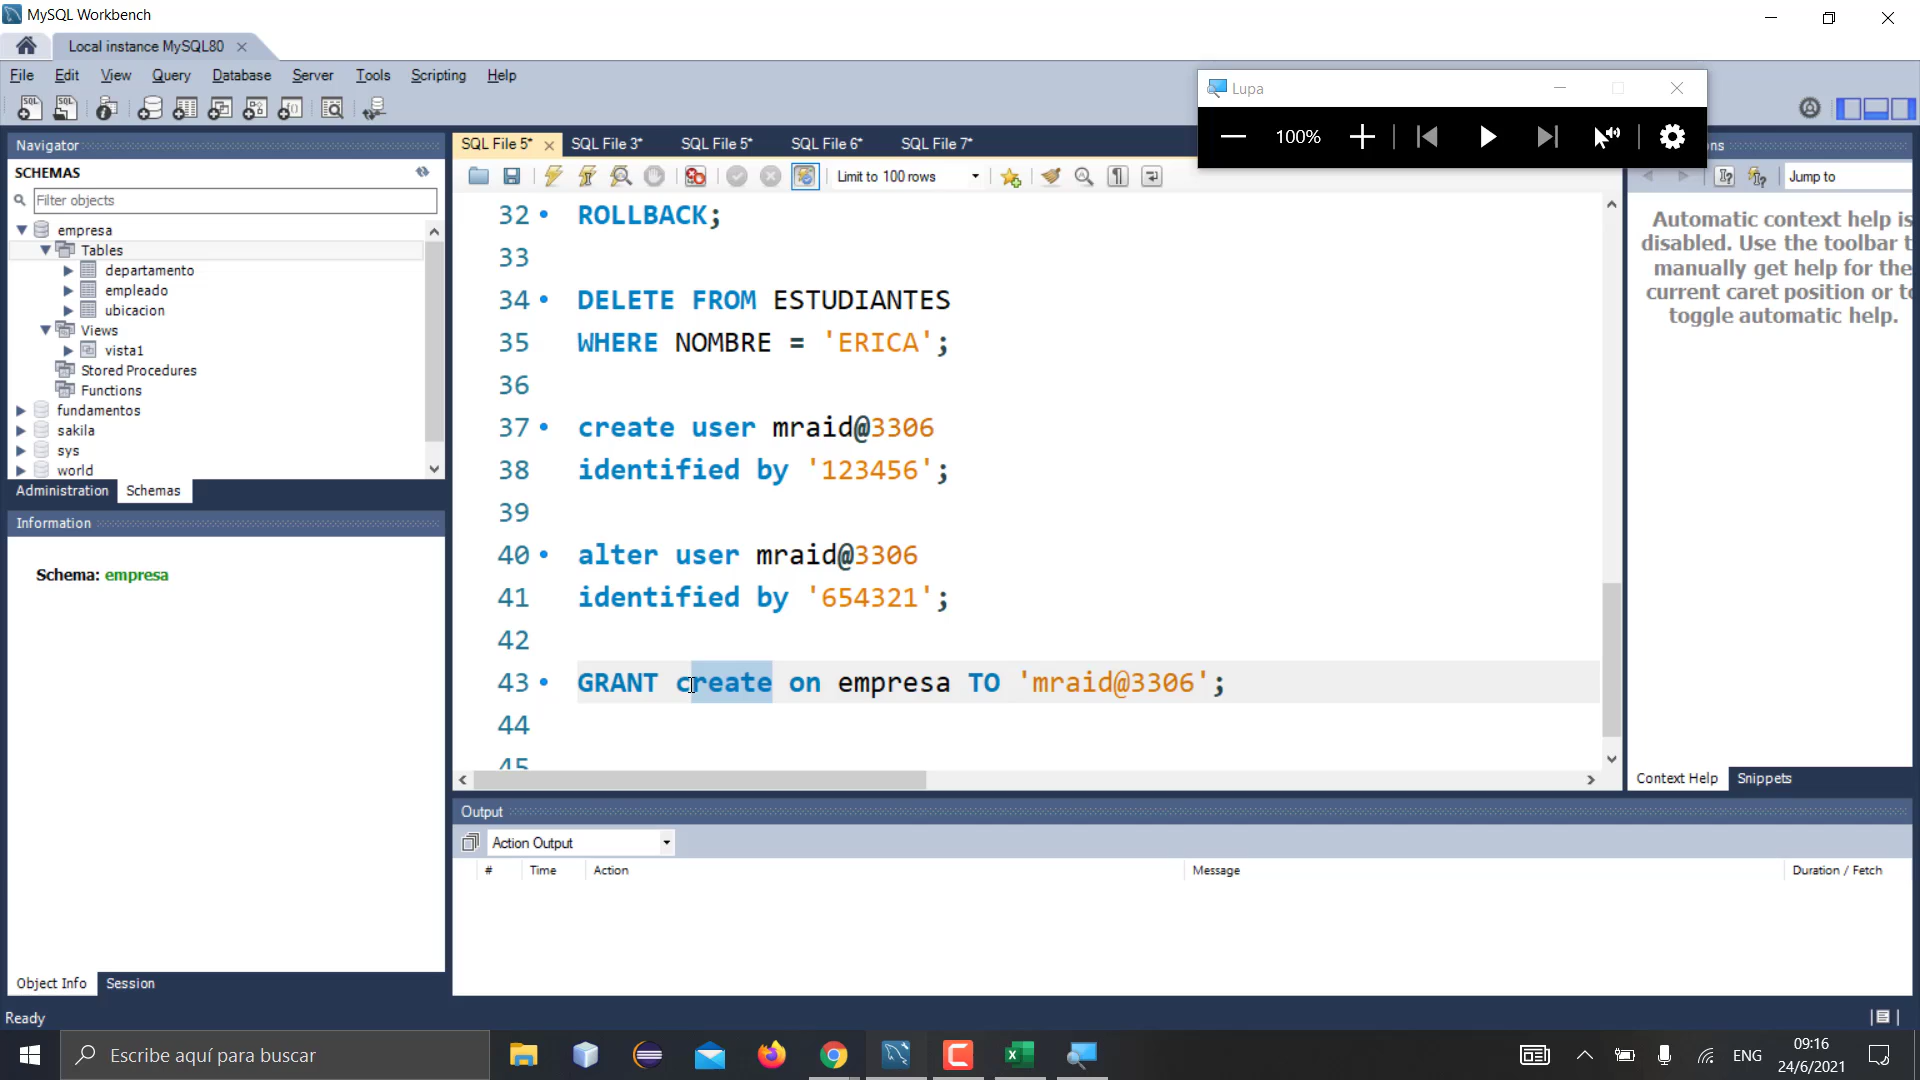 MySQL Workbench
Local instance MySQL80
File Edit View Query Database Server Tools Scripting Help
Lupa
100%
Navigator
SCHEMAS
Filter objects
empresa
Tables
departamento
empleado
ubicacion
Views
vista1
Stored Procedures
Functions
fundamentos
sakila
sys
world
Administration Schemas
Information
Schema: empresa
Object Info Session
SQL File 5* SQL File 3* SQL File 5* SQL File 6* SQL File 7*
Limit to 100 rows
32 ROLLBACK;
33
34 DELETE FROM ESTUDIANTES
35 WHERE NOMBRE = 'ERICA';
36
37 create user mraid@3306
38 identified by '123456';
39
40 alter user mraid@3306
41 identified by '654321';
42
43 GRANT create on empresa TO 'mraid@3306';
44
45
Jump to
Automatic context help is
disabled. Use the toolbar t
manually get help for the
current caret position or to
toggle automatic help.
Context Help Snippets
Output
Action Output
# Time Action Message Duration / Fetch
Ready
Escribe aquí para buscar
ENG
09:16
24/6/2021